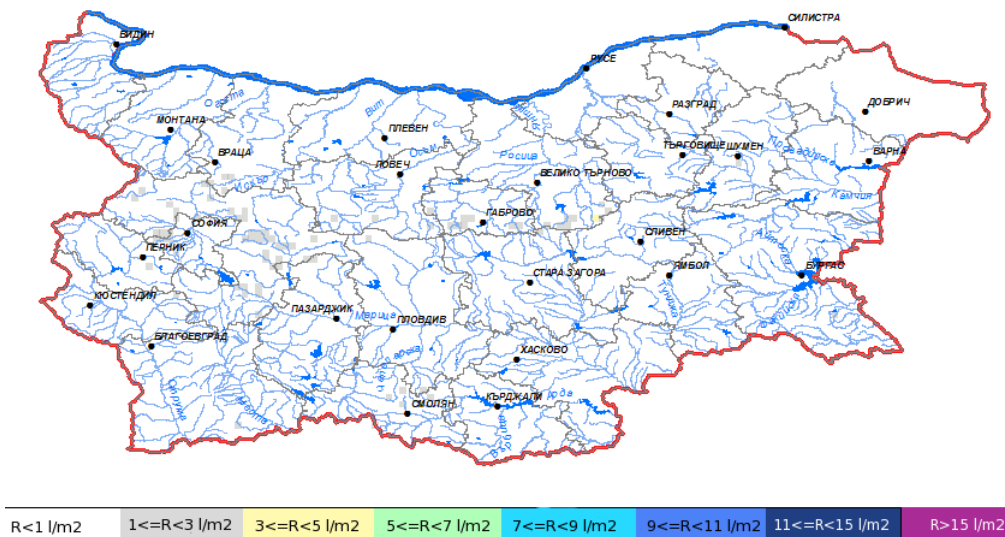 СИЛИСТРА
ВИДИН
РУСЕ
Огоста
Вит
РАЗГРАД
ДОБРИЧ
МОНТАНА
ПЛЕВЕН
Осъм
ТЪРГОВИЩЕ
ШУМЕН
Провадийска
ВАРНА
ВРАЦА
ЛОВЕЧ
Росица
Искър
ВЕЛИКО ТЪРНОВО
Камчия
ГАБРОВО
СОФИЯ
СЛИВЕН
ПЕРНИК
СТАРА ЗАГОРА
ЯМБОЛ
БУРГАС
КЮСТЕНДИЛ
Тунджа
ПАЗАРДЖИК
Марица
ПЛОВДИВ
БЛАГОЕВГРАД
ХАСКОВО
Струма
Места
СМОЛЯН
КЪРДЖАЛИ
R<1 l/m2 1<=R<3 l/m2 3<=R<5 l/m2 5<=R<7 l/m2 7<=R<9 l/m2 9<=R<11 l/m2 11<=R<15 l/m2 R>15 l/m2